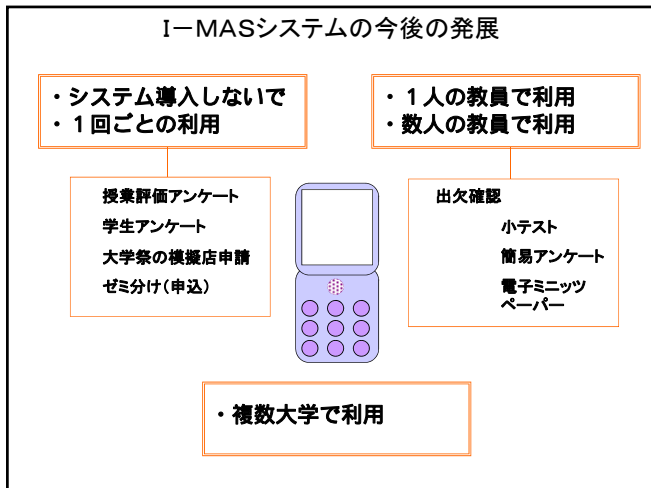 I－MASシステムの今後の発展
・システム導入しないで
・１回ごとの利用
・１人の教員で利用
・数人の教員で利用
授業評価アンケート
学生アンケート
大学祭の模擬店申請
ゼミ分け（申込）
出欠確認
小テスト
簡易アンケート
電子ミニッツ
ペーパー
・複数大学で利用